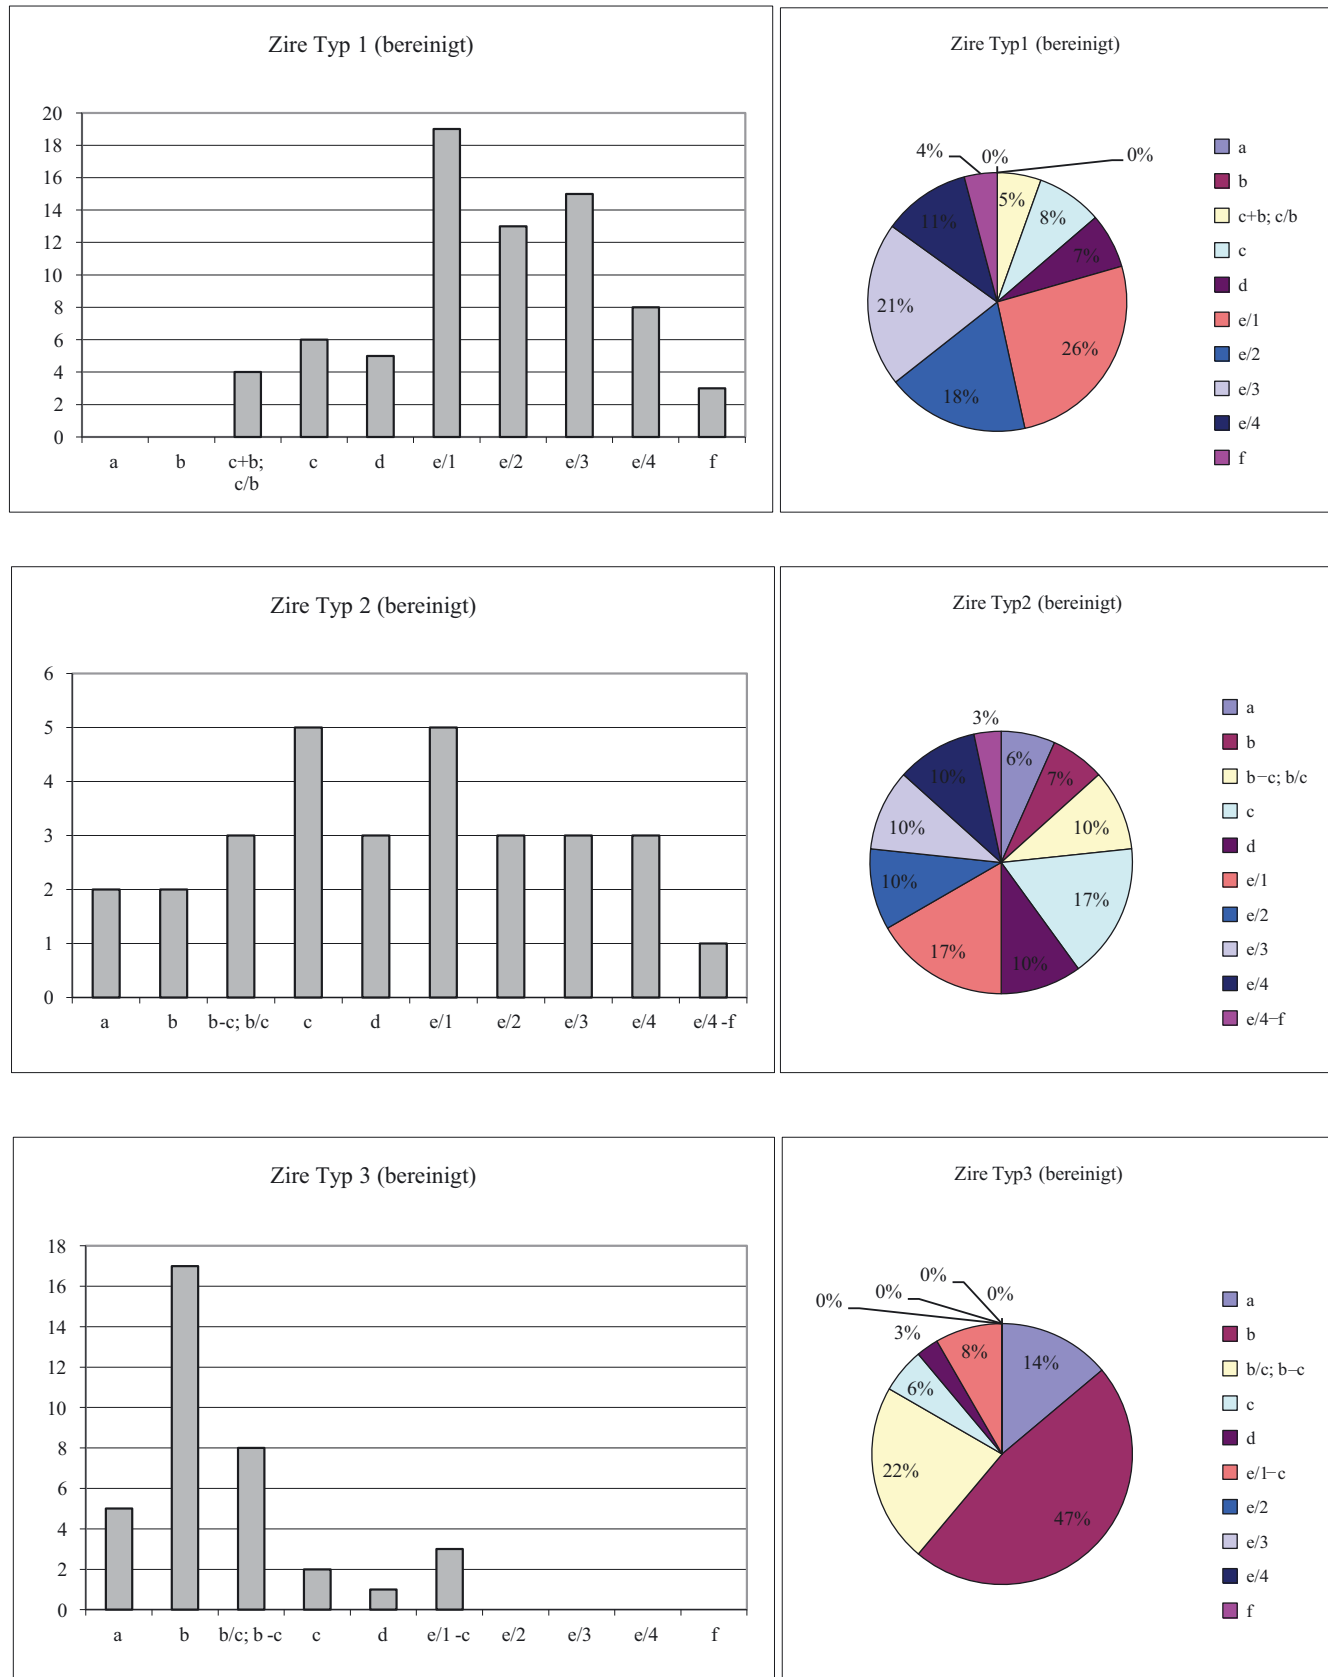 Zire Typ 1 (bereinigt)
20
18
16
14
12
10
8
6
4
2
0
a b c+b; c d e/1 e/2 e/3 e/4 f
c/b
Zire Typ1 (bereinigt)
4% 0% 0%
5%
8%
7%
26%
18%
21%
11%
a
b
c+b; c/b
c
d
e/1
e/2
e/3
e/4
f
Zire Typ 2 (bereinigt)
6
5
4
3
2
1
0
a b b-c; b/c c d e/1 e/2 e/3 e/4 e/4 -f
Zire Typ2 (bereinigt)
3%
6%
7%
10%
17%
10%
17%
10%
10%
10%
a
b
b−c; b/c
c
d
e/1
e/2
e/3
e/4
e/4−f
Zire Typ 3 (bereinigt)
18
16
14
12
10
8
6
4
2
0
a b b/c; b -c c d e/1 -c e/2 e/3 e/4 f
Zire Typ3 (bereinigt)
0%
0%
0% 0%
3%
8%
14%
6%
22%
47%
a
b
b/c; b−c
c
d
e/1−c
e/2
e/3
e/4
f